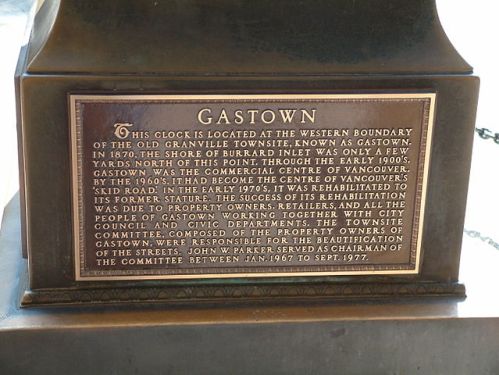 GASTOWN
THIS CLOCK IS LOCATED AT THE WESTERN BOUNDARY
OF THE OLD GRANVILLE TOWNSITE, KNOWN AS GASTOWN.
IN 1870, THE SHORE OF BURRARD INLET WAS ONLY A FEW
YARDS NORTH OF THIS POINT. THROUGH THE EARLY 1900'S,
GASTOWN, WAS THE COMMERCIAL CENTRE OF VANCOUVER.
BY THE 1960'S, IT HAD BECOME THE CENTRE OF VANCOUVER'S
'SKID ROAD.' IN THE EARLY 1970'S, IT WAS REHABILITATED TO
ITS FORMER STATURE. THE SUCCESS OF ITS REHABILITATION
WAS DUE TO PROPERTY OWNERS, RETAILERS, AND ALL THE
PEOPLE OF GASTOWN WORKING TOGETHER WITH CITY
COUNCIL AND CIVIC DEPARTMENTS. THE TOWNSITE
COMMITTEE, COMPOSED OF THE PROPERTY OWNERS OF
GASTOWN, WERE RESPONSIBLE FOR THE BEAUTIFICATION
OF THE STREETS. JOHN W. PARKER SERVED AS CHAIRMAN OF
THE COMMITTEE BETWEEN JAN. 1967 TO SEPT. 1977.